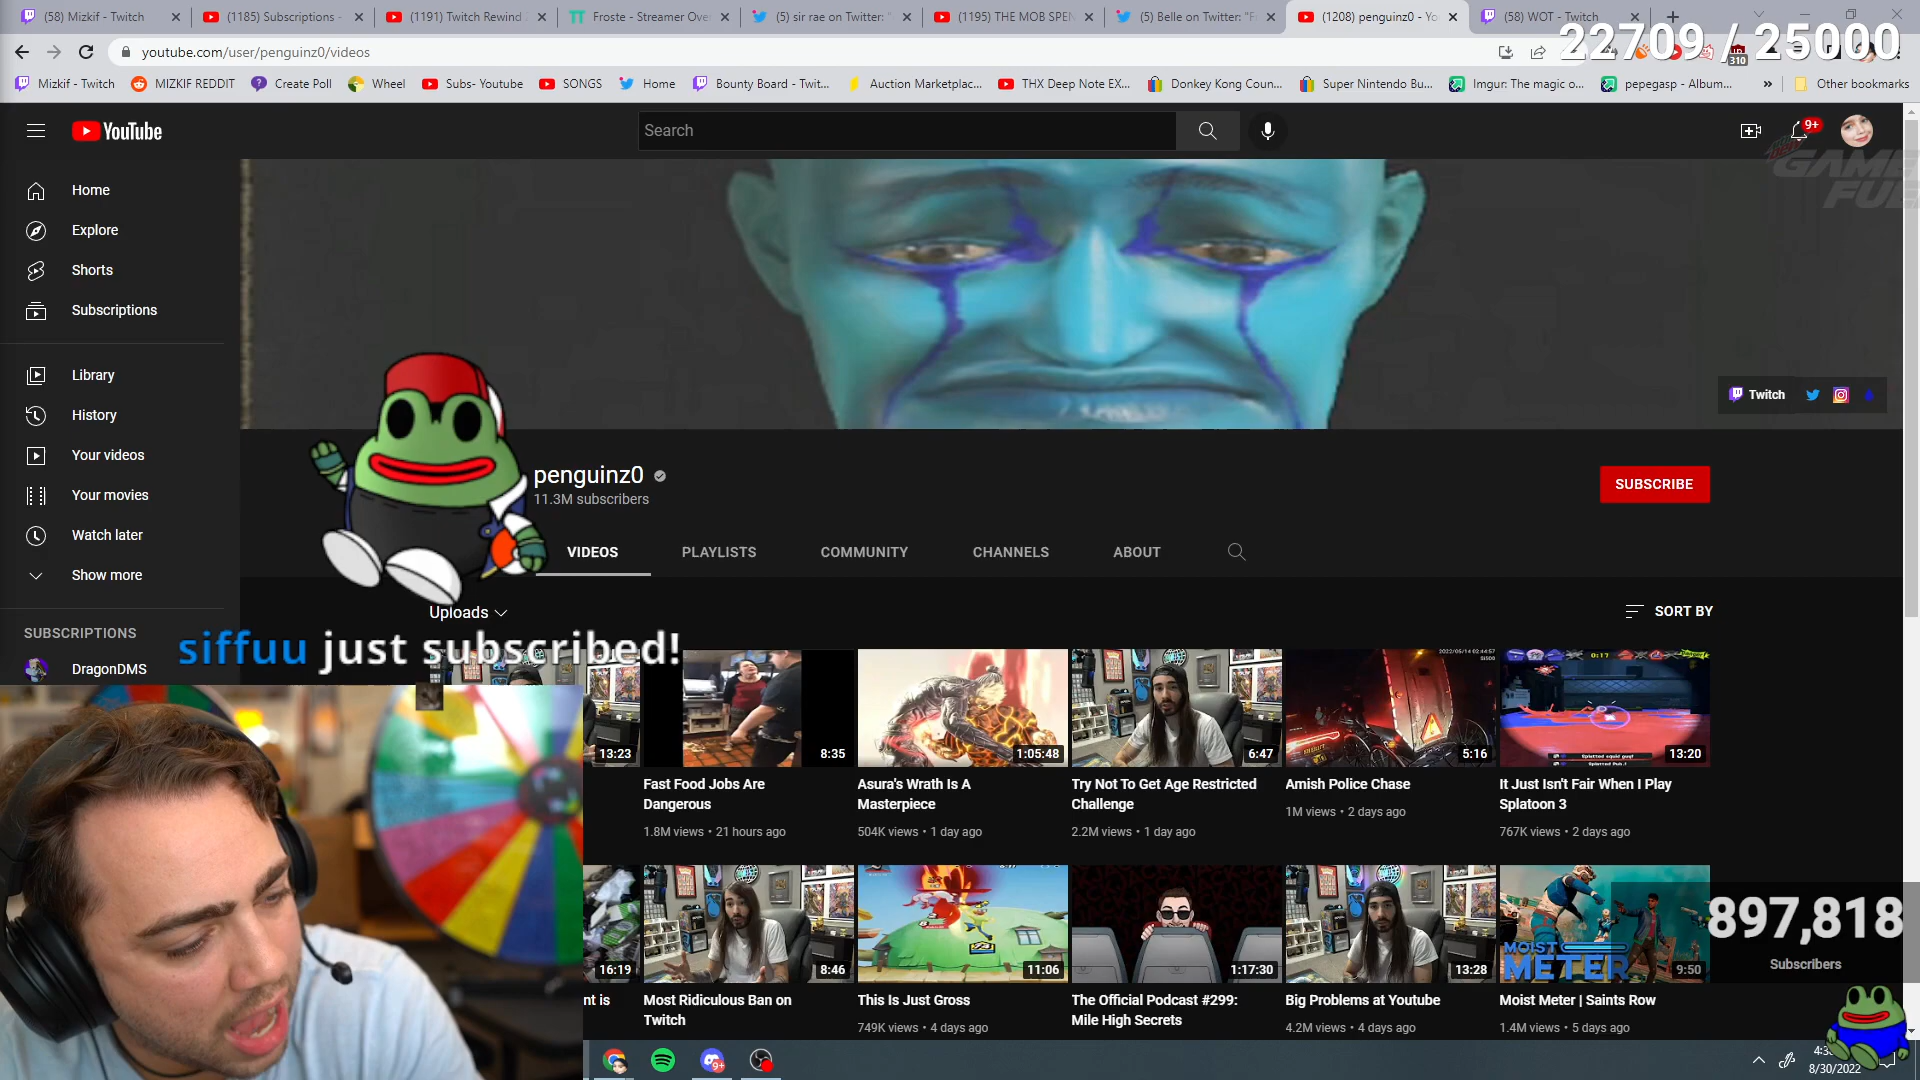 (58) Mizkif - Twitch
(1185) Subscriptions -
(1191) Twitch Rewind
Froste - Streamer Ove
(5) sir rae on Twitter: "
(1195) THE MOB SPEN
(5) Belle on Twitter: "F
(1208) penguinz0 - Yo
(58) WOT - Twitch
22709 / 25000
youtube.com/user/penguinz0/videos
310
Mizkif - Twitch
MIZKIF REDDIT
Create Poll
Wheel
Subs- Youtube
SONGS
Home
Bounty Board - Twit...
Auction Marketplac...
THX Deep Note EX...
Donkey Kong Coun...
Super Nintendo Bu...
Imgur: The magic o...
pepegasp - Album...
»
Other bookmarks
YouTube
Search
9+
GAME
FUE
Home
Explore
Shorts
Subscriptions
Library
History
Your videos
Your movies
Watch later
Show more
SUBSCRIPTIONS
DragonDMS
Twitch
penguinz0
11.3M subscribers
SUBSCRIBE
VIDEOS
PLAYLISTS
COMMUNITY
CHANNELS
ABOUT
Uploads
SORT BY
siffuu just subscribed!
13:23
8:35
1:05:48
6:47
5:16
0:17
13:20
Fast Food Jobs Are
Dangerous
1.8M views • 21 hours ago
Asura's Wrath Is A
Masterpiece
504K views • 1 day ago
Try Not To Get Age Restricted
Challenge
2.2M views • 1 day ago
Amish Police Chase
1M views • 2 days ago
It Just Isn't Fair When I Play
Splatoon 3
767K views • 2 days ago
16:19
8:46
11:06
1:17:30
13:28
MOIST
METER
9:50
nt is
Most Ridiculous Ban on
Twitch
This Is Just Gross
749K views • 4 days ago
The Official Podcast #299:
Mile High Secrets
Big Problems at Youtube
4.2M views • 4 days ago
Moist Meter | Saints Row
1.4M views • 5 days ago
897,818
Subscribers
9+
8/30/2022